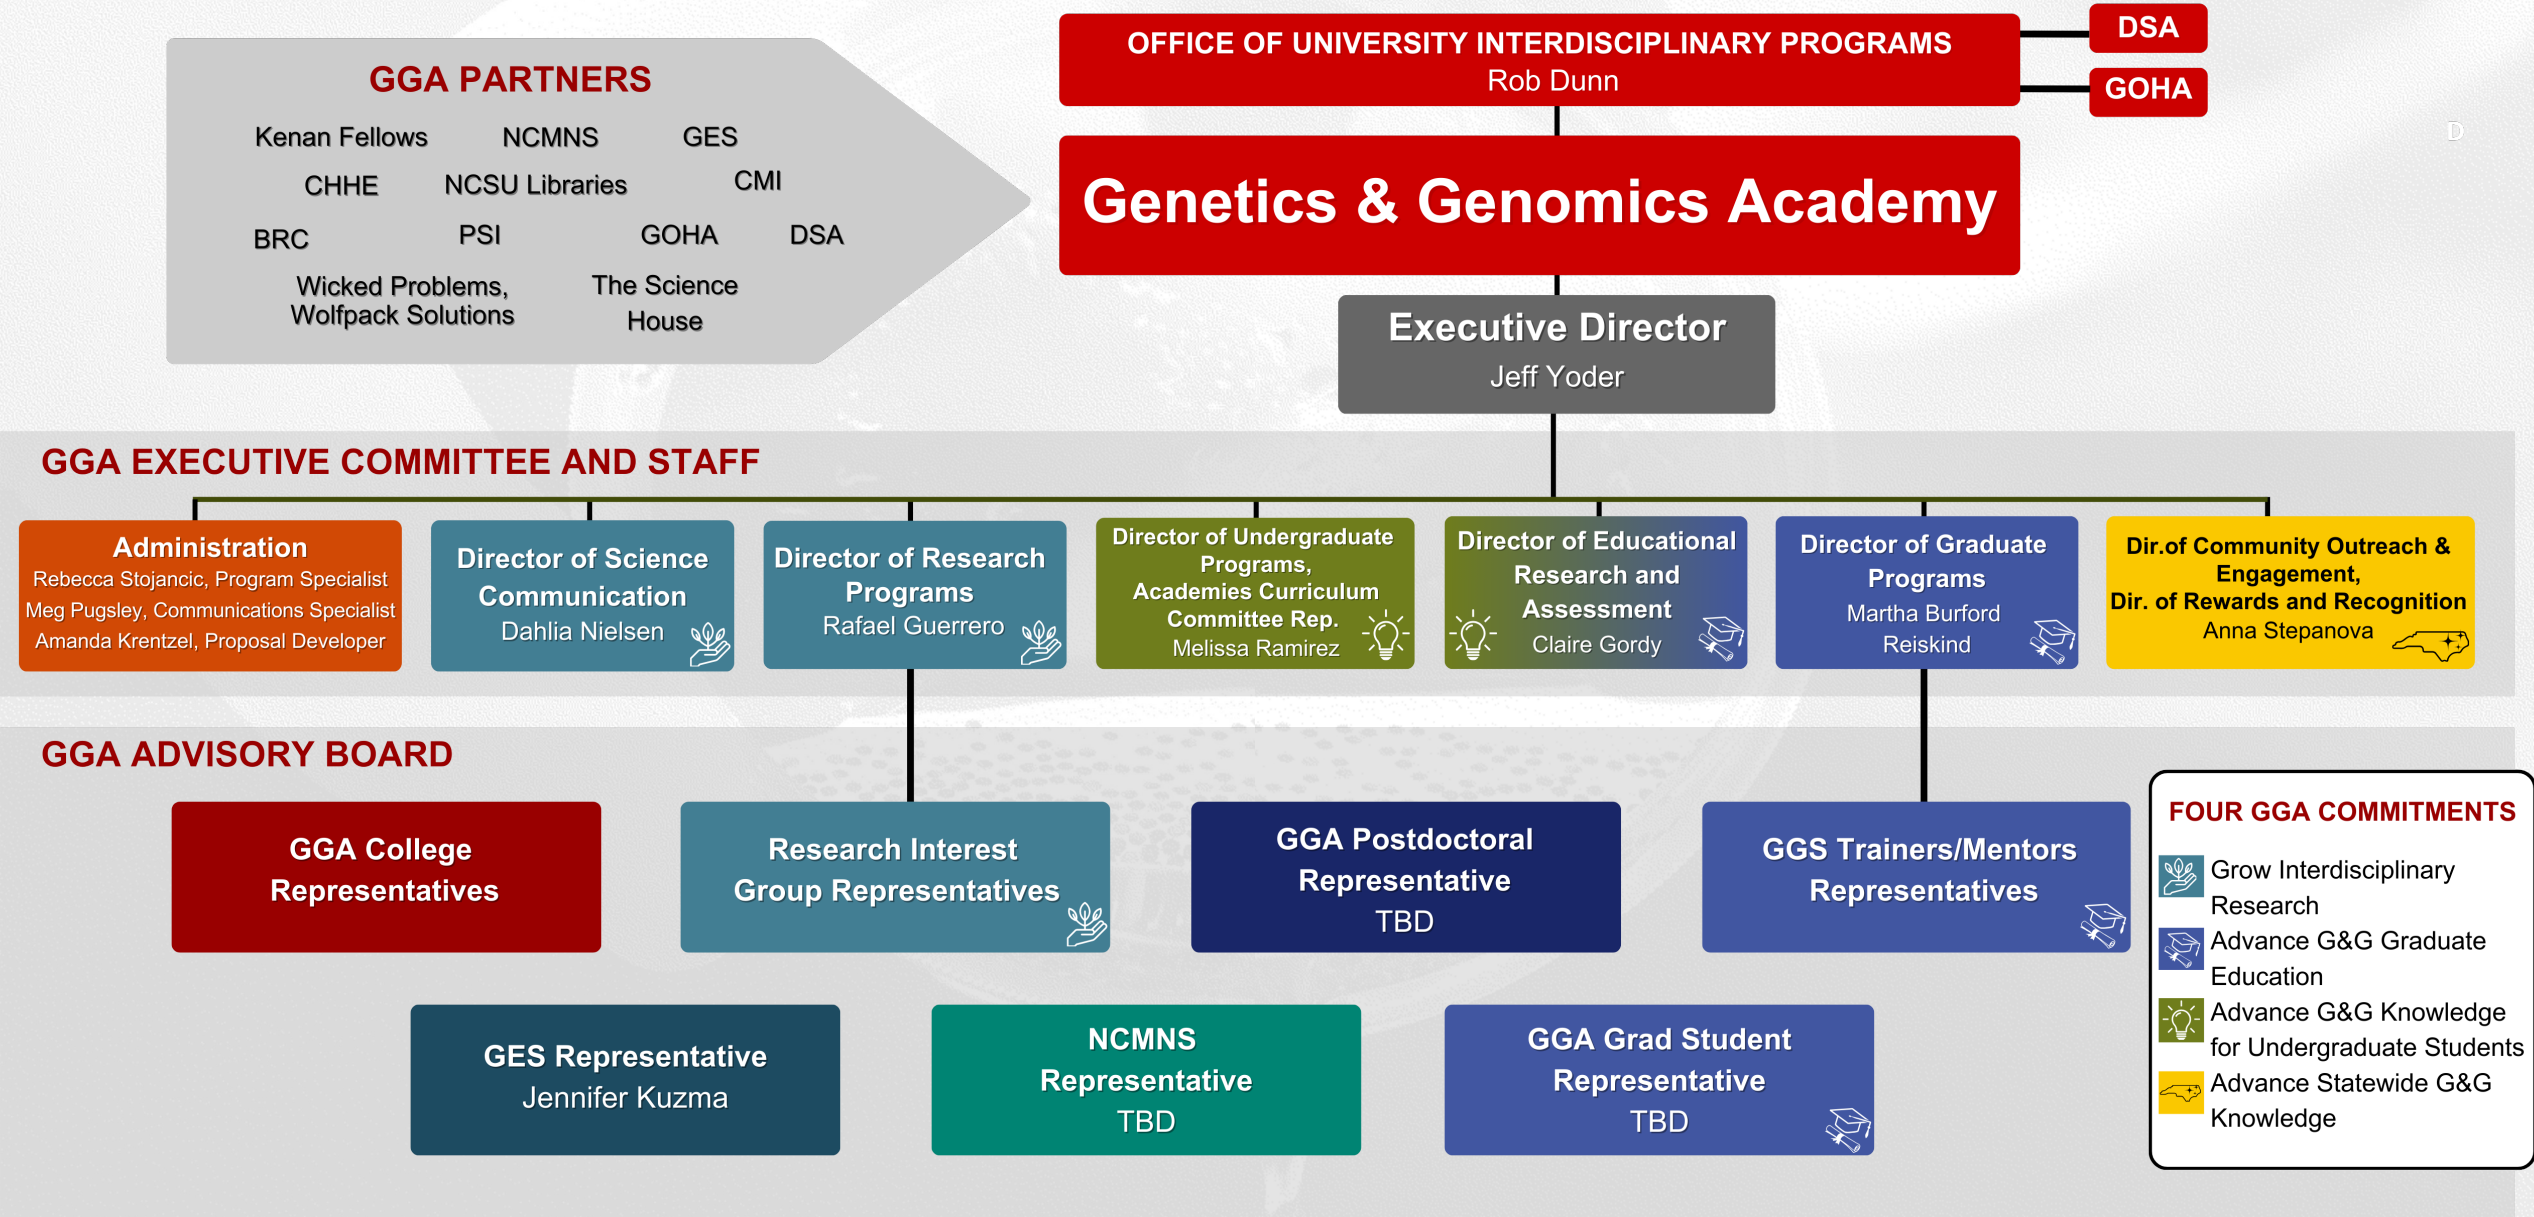 GGA PARTNERS
Kenan Fellows NCMNS GES
CHHE NCSU Libraries CMI
BRC PSI GOHA DSA
Wicked Problems,
Wolfpack Solutions
The Science
House
OFFICE OF UNIVERSITY INTERDISCIPLINARY PROGRAMS
Rob Dunn
DSA
GOHA
D
Genetics & Genomics Academy
Executive Director
Jeff Yoder
GGA EXECUTIVE COMMITTEE AND STAFF
Administration
Rebecca Stojancic, Program Specialist
Meg Pugsley, Communications Specialist
Amanda Krentzel, Proposal Developer
Director of Science
Communication
Dahlia Nielsen
Director of Research
Programs
Rafael Guerrero
Director of Undergraduate
Programs,
Academies Curriculum
Committee Rep.
Melissa Ramirez
Director of Educational
Research and
Assessment
Claire Gordy
Director of Graduate
Programs
Martha Burford
Reiskind
Dir.of Community Outreach &
Engagement,
Dir. of Rewards and Recognition
Anna Stepanova
GGA ADVISORY BOARD
GGA College
Representatives
Research Interest
Group Representatives
GGA Postdoctoral
Representative
TBD
GGS Trainers/Mentors
Representatives
GES Representative
Jennifer Kuzma
NCMNS
Representative
TBD
GGA Grad Student
Representative
TBD
FOUR GGA COMMITMENTS
Grow Interdisciplinary
Research
Advance G&G Graduate
Education
Advance G&G Knowledge
for Undergraduate Students
Advance Statewide G&G
Knowledge